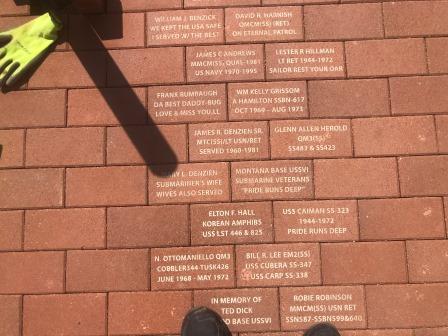 WILLIAM J. BENZICK
WE KEPT THE USA SAFE
I SERVED W/THE BEST
DAVID R. HADNISH
QMCM(SS) (RET)
ON ETERNAL PATROL
JAMES C ANDREWS
MMCM(SS, QUAL-1981
US NAVY 1970-1995
LESTER R HILLMAN
LT RET 1944-1972
SAILOR REST YOUR OAR
FRANK RUMBAUGH
DA BEST DADDY-BUG
LOVE & MISS YOU,LL
WM KELLY GRISSOM
A HAMILTON SSBN-617
OCT 1969 - AUG 1973
JAMES R. DENZIEN SR.
MTC(SS)/LT USN/RET
SERVED 1960-1981
GLENN ALLEN HEROLD
QM3(SS)
SS483 & SS423
L. DENZIEN
SUBMARINER'S WIFE
WIVES ALSO SERVED
MONTANA BASE USSVI
SUBMARINE VETERANS
"PRIDE RUNS DEEP"
ELTON F. HALL
KOREAN AMPHIBS
USS LST 446 & 825
USS CAIMAN SS-323
1944-1972
PRIDE RUNS DEEP
N. OTTOMANIELLO QM3
COBBLER344-TUSK426
JUNE 1968 - MAY 1972
BILL R. LEE EM2(SS)
USS CUBERA SS-347
USS CARP SS-338
IN MEMORY OF
TED DICK
BASE USSVI
ROBIE ROBINSON
MMCM(SS) USN RET
SSN587-SSBN599&640